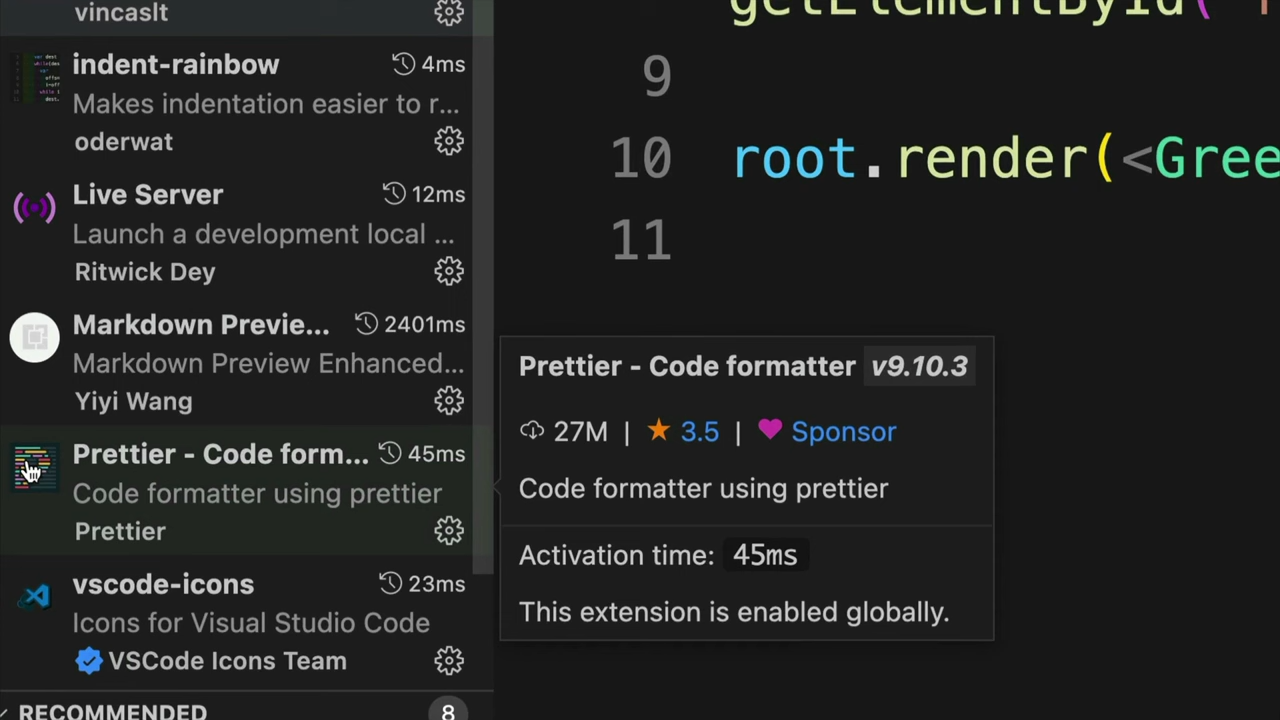 vincaslt
indent-rainbow 4ms
Makes indentation easier to r...
oderwat
Live Server 12ms
Launch a development local ...
Ritwick Dey
Markdown Previe... 2401ms
Markdown Preview Enhanced...
Yiyi Wang
Prettier - Code form... 45ms
Code formatter using prettier
Prettier
vscode-icons 23ms
Icons for Visual Studio Code
VSCode Icons Team
RECOMMENDED 8
getElementById(
9
10 root.render(<Gree
11
Prettier - Code formatter v9.10.3
27M | 3.5 | Sponsor
Code formatter using prettier
Activation time: 45ms
This extension is enabled globally.